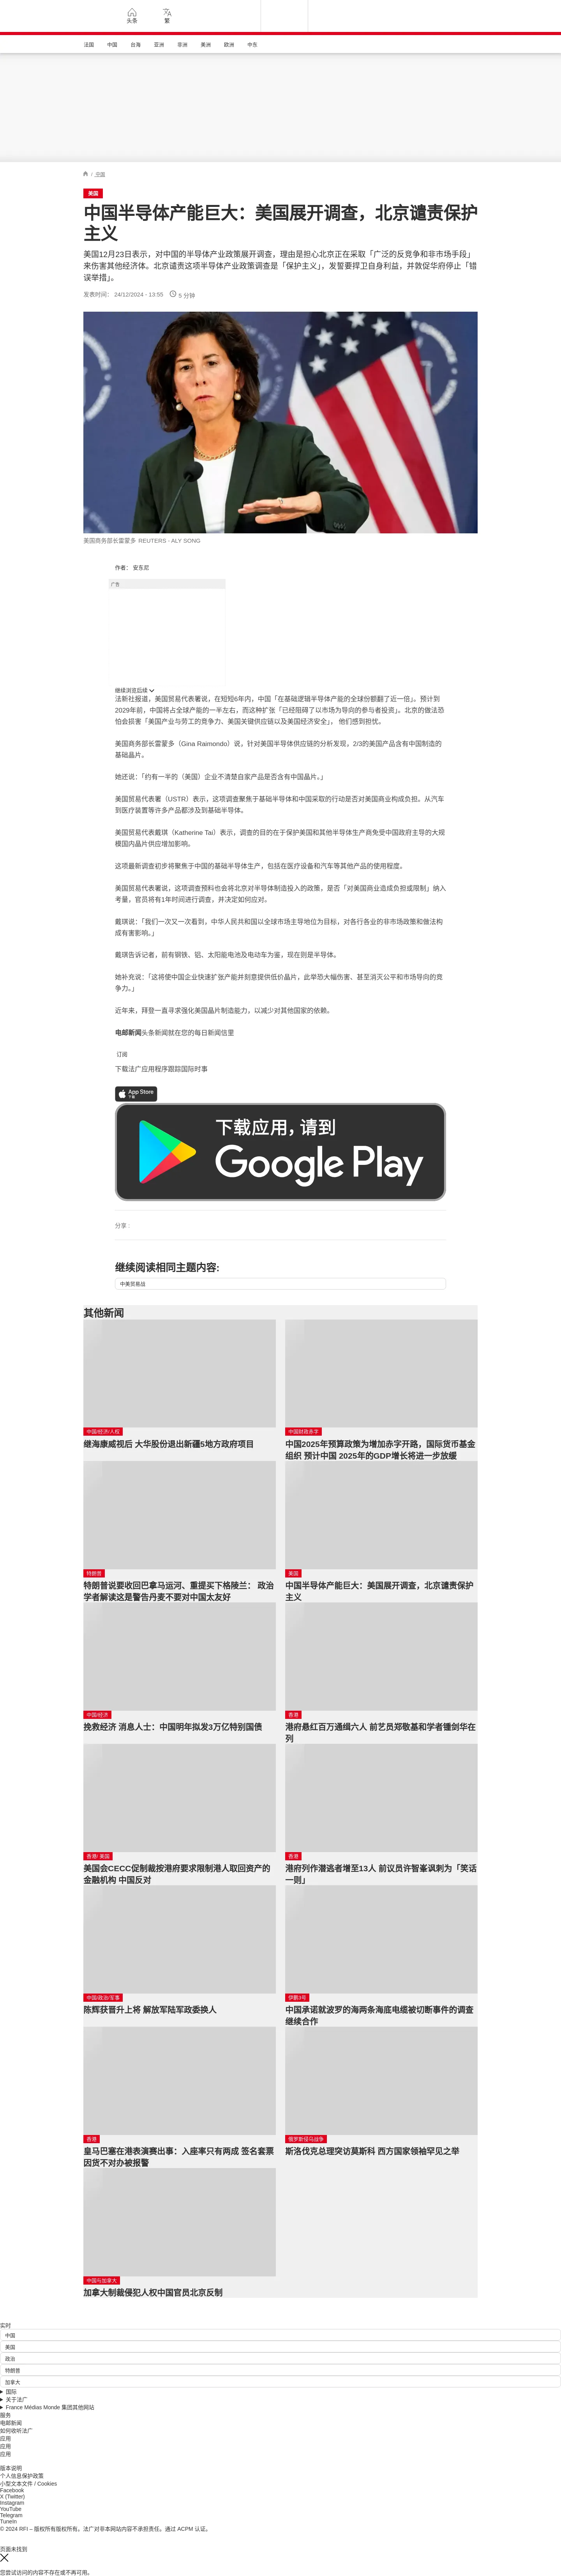 头条
繁
法国
中国
台海
亚洲
非洲
美洲
欧洲
中东
/ 中国
美国
中国半导体产能巨大：美国展开调查，北京谴责保护
主义
美国12月23日表示，对中国的半导体产业政策展开调查，理由是担心北京正在采取「广泛的反竞争和非市场手段」
来伤害其他经济体。北京谴责这项半导体产业政策调查是「保护主义」，发誓要捍卫自身利益，并敦促华府停止「错
误举措」。
发表时间： 24/12/2024 - 13:55
5 分钟
美国商务部长雷蒙多 REUTERS - ALY SONG
作者： 安东尼
广告
继续浏览后续
法新社报道，美国贸易代表署说，在短短6年内，中国「在基础逻辑半导体产能的全球份额翻了近一倍」。预计到
2029年前，中国将占全球产能的一半左右，而这种扩张「已经阻碍了以市场为导向的参与者投资」。北京的做法恐
怕会损害「美国产业与劳工的竞争力、美国关键供应链以及美国经济安全」， 他们感到担忧。
美国商务部长雷蒙多（Gina Raimondo）说，针对美国半导体供应链的分析发现，2/3的美国产品含有中国制造的
基础晶片。
她还说：「约有一半的（美国）企业不清楚自家产品是否含有中国晶片。」
美国贸易代表署（USTR）表示，这项调查聚焦于基础半导体和中国采取的行动是否对美国商业构成负担。从汽车
到医疗装置等许多产品都涉及到基础半导体。
美国贸易代表戴琪（Katherine Tai）表示，调查的目的在于保护美国和其他半导体生产商免受中国政府主导的大规
模国内晶片供应增加影响。
这项最新调查初步将聚焦于中国的基础半导体生产，包括在医疗设备和汽车等其他产品的使用程度。
美国贸易代表署说，这项调查预料也会将北京对半导体制造投入的政策，是否「对美国商业造成负担或限制」纳入
考量，官员将有1年时间进行调查，并决定如何应对。
戴琪说：「我们一次又一次看到，中华人民共和国以全球市场主导地位为目标，对各行各业的非市场政策和做法构
成有害影响。」
戴琪告诉记者，前有钢铁、铝、太阳能电池及电动车为鉴，现在则是半导体。
她补充说：「这将使中国企业快速扩张产能并刻意提供低价晶片，此举恐大幅伤害、甚至消灭公平和市场导向的竞
争力。」
近年来，拜登一直寻求强化美国晶片制造能力，以减少对其他国家的依赖。
电邮新闻头条新闻就在您的每日新闻信里
订阅
下载法广应用程序跟踪国际时事
App Store
下载
下载应用，请到
Google Play
分享 :
继续阅读相同主题内容:
中美贸易战
其他新闻
中国/经济/人权
继海康威视后 大华股份退出新疆5地方政府项目
中国财政赤字
中国2025年预算政策为增加赤字开路，国际货币基金
组织 预计中国 2025年的GDP增长将进一步放缓
特朗普
特朗普说要收回巴拿马运河、重提买下格陵兰： 政治
学者解读这是警告丹麦不要对中国太友好
美国
中国半导体产能巨大：美国展开调查，北京谴责保护
主义
中国/经济
挽救经济 消息人士：中国明年拟发3万亿特别国债
香港
港府悬红百万通缉六人 前艺员郑敬基和学者锺剑华在
列
香港/ 美国
美国会CECC促制裁按港府要求限制港人取回资产的
金融机构 中国反对
香港
港府列作潜逃者增至13人 前议员许智峯讽刺为「笑话
一则」
中国/政治/军事
陈辉获晋升上将 解放军陆军政委换人
伊鹏3号
中国承诺就波罗的海两条海底电缆被切断事件的调查
继续合作
香港
皇马巴塞在港表演赛出事：入座率只有两成 签名套票
因货不对办被报警
俄罗斯侵乌战争
斯洛伐克总理突访莫斯科 西方国家领袖罕见之举
中国与加拿大
加拿大制裁侵犯人权中国官员北京反制
实时
中国
美国
政治
特朗普
加拿大
国际
关于法广
France Médias Monde 集团其他网站
服务
电邮新闻
如何收听法广
应用
应用
应用
版本说明
个人信息保护政策
小型文本文件 / Cookies
Facebook
X (Twitter)
Instagram
YouTube
Telegram
TuneIn
© 2024 RFI – 版权所有版权所有。法广对非本网站内容不承担责任。通过 ACPM 认证。
页面未找到
您尝试访问的内容不存在或不再可用。